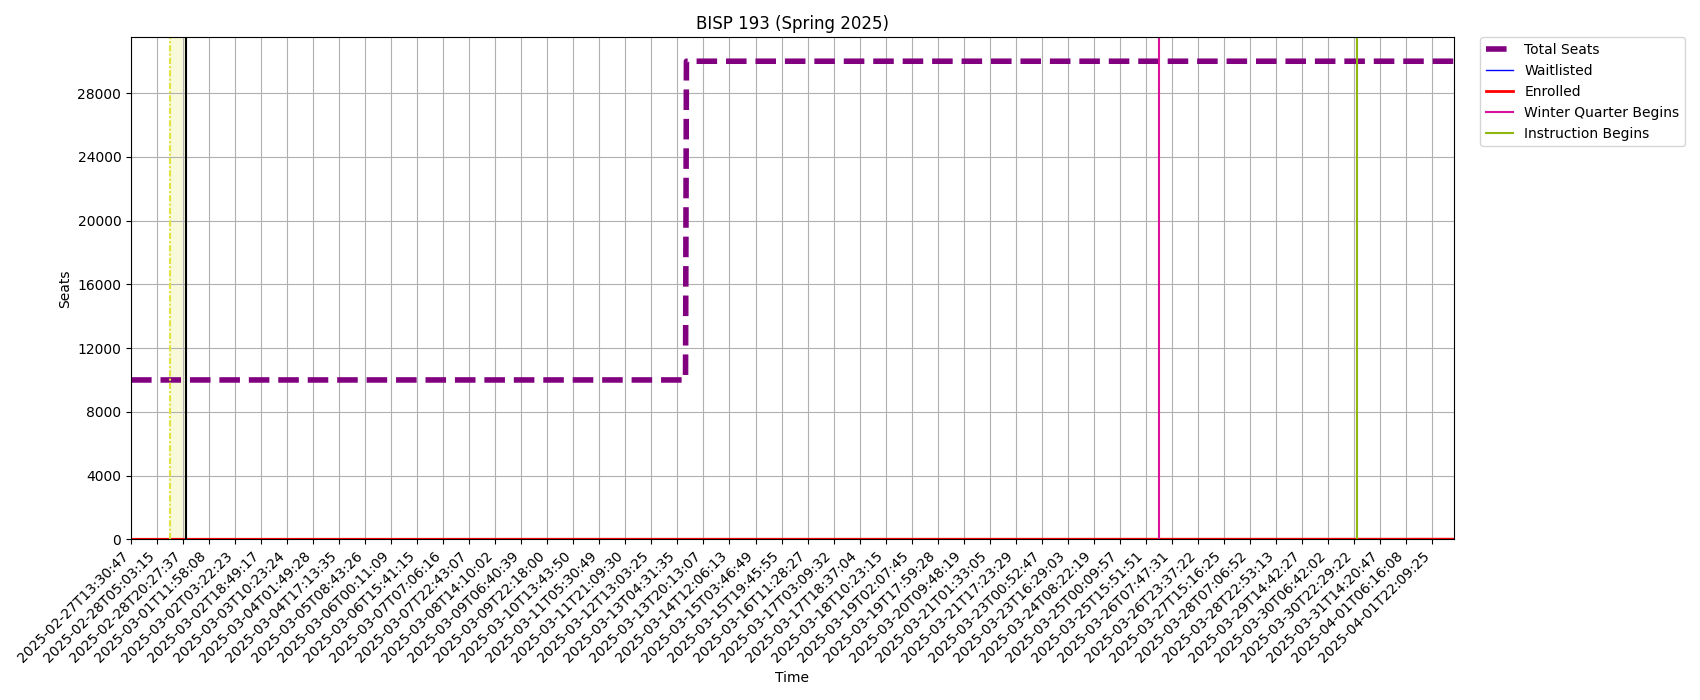 BISP 193 (Spring 2025)
Total Seats
Waitlisted
Enrolled
Winter Quarter Begins
Instruction Begins
Seats
28000
24000
20000
16000
12000
8000
4000
0
2025-02-27T13:30:47
2025-02-28T05:03:15
2025-02-28T20:27:37
2025-03-01T11:58:08
2025-03-02T03:22:23
2025-03-02T18:49:17
2025-03-03T10:23:24
2025-03-04T01:49:28
2025-03-04T17:13:35
2025-03-05T08:43:26
2025-03-06T00:11:09
2025-03-06T15:41:15
2025-03-07T07:06:16
2025-03-07T22:43:07
2025-03-08T14:10:02
2025-03-09T06:40:39
2025-03-09T22:18:00
2025-03-10T13:43:50
2025-03-11T05:30:49
2025-03-11T21:09:30
2025-03-12T13:03:25
2025-03-13T04:31:35
2025-03-13T20:13:07
2025-03-14T12:06:13
2025-03-15T03:46:49
2025-03-15T19:45:55
2025-03-16T11:28:27
2025-03-17T03:09:32
2025-03-17T18:37:04
2025-03-18T10:23:15
2025-03-19T02:07:45
2025-03-19T17:59:28
2025-03-20T09:48:19
2025-03-21T01:33:05
2025-03-21T17:23:29
2025-03-23T00:52:47
2025-03-23T16:29:03
2025-03-24T08:22:19
2025-03-25T00:09:57
2025-03-25T15:51:51
2025-03-26T07:47:31
2025-03-26T23:37:22
2025-03-27T15:16:25
2025-03-28T07:06:52
2025-03-28T22:53:13
2025-03-29T14:42:27
2025-03-30T06:42:02
2025-03-30T22:29:22
2025-03-31T14:20:47
2025-04-01T06:16:08
2025-04-01T22:09:25
Time